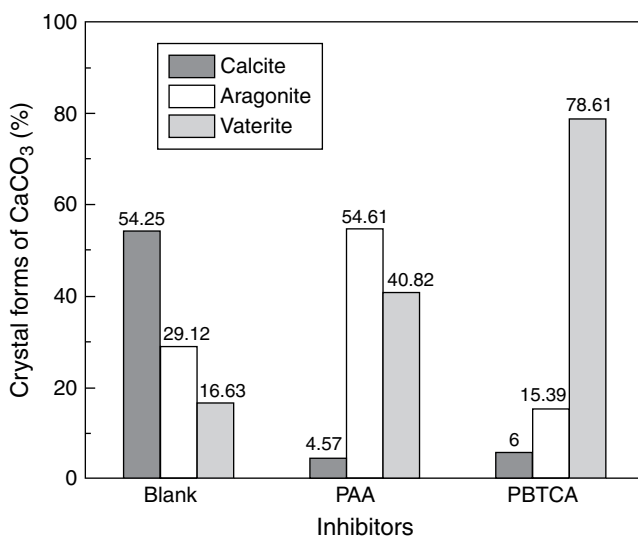 100
80
60
40
20
0
Crystal forms of CaCO3 (%)
Calcite
Aragonite
Vaterite
54.25
29.12
16.63
4.57
54.61
40.82
6
15.39
78.61
Blank
PAA
PBTCA
Inhibitors